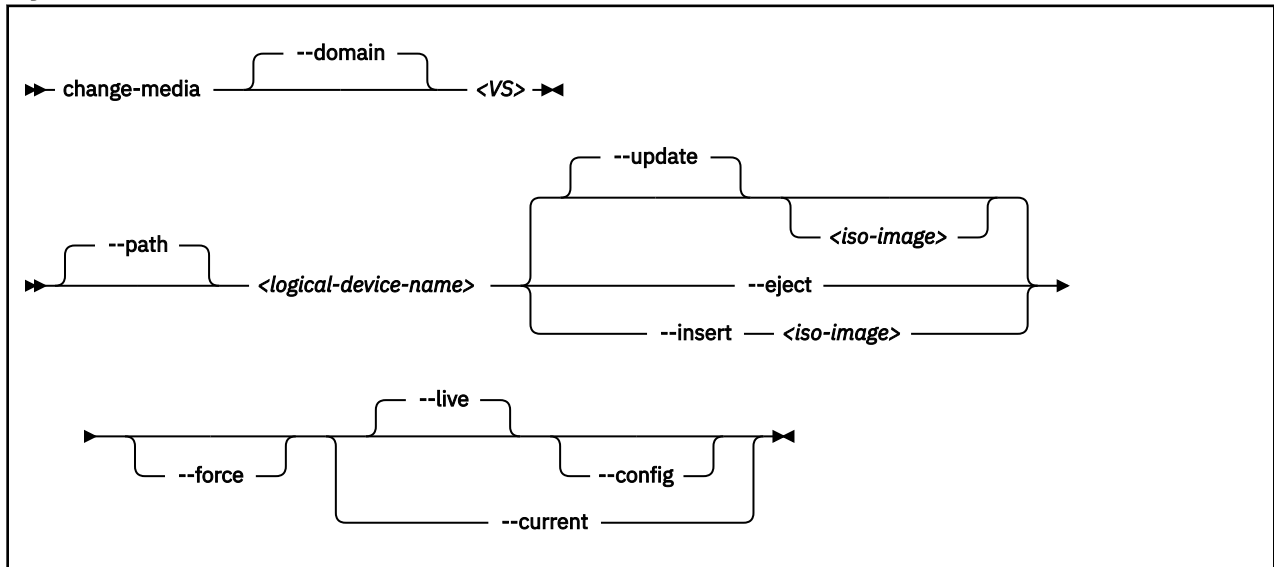 --domain
change-media <VS>
--update
<iso-image>
--path
<logical-device-name> --eject
--insert <iso-image>
--live
--force --config
--current